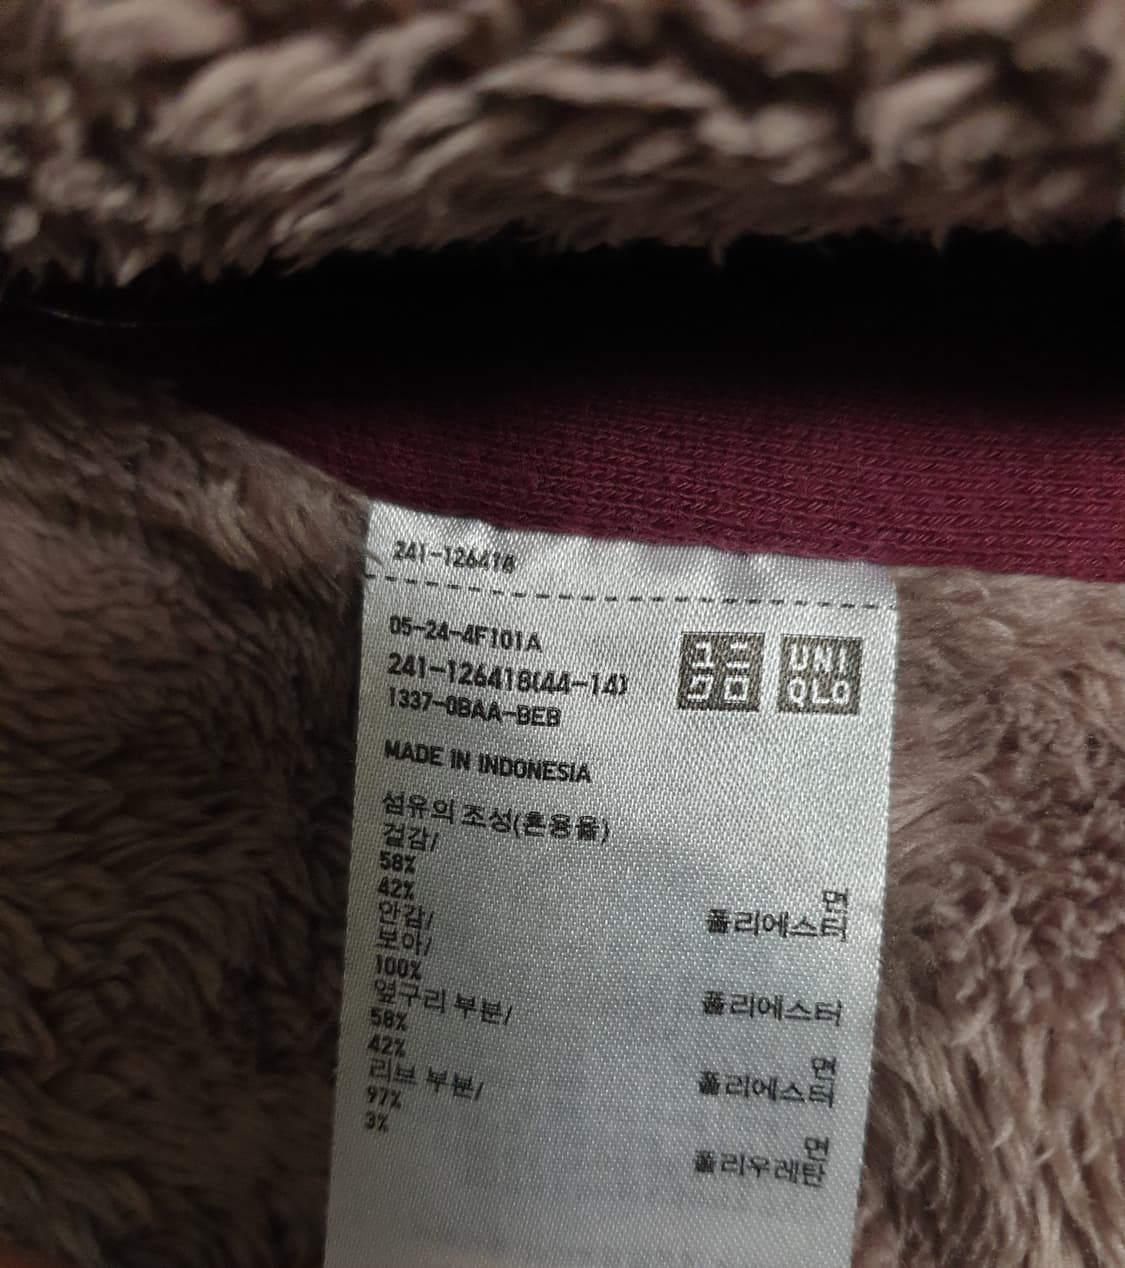 241-126418
05-24-4F101A
241-126418(44-14)
1337-0BAA-BEB
ユニ
クロ
UNI
QLO
MADE IN INDONESIA
섬유의 조성(혼용율)
겉감/
58% 면
42% 폴리에스터
안감/
보아/
100% 폴리에스터
옆구리 부분/
58% 면
42% 폴리에스터
리브 부분/
97% 면
3% 폴리우레탄